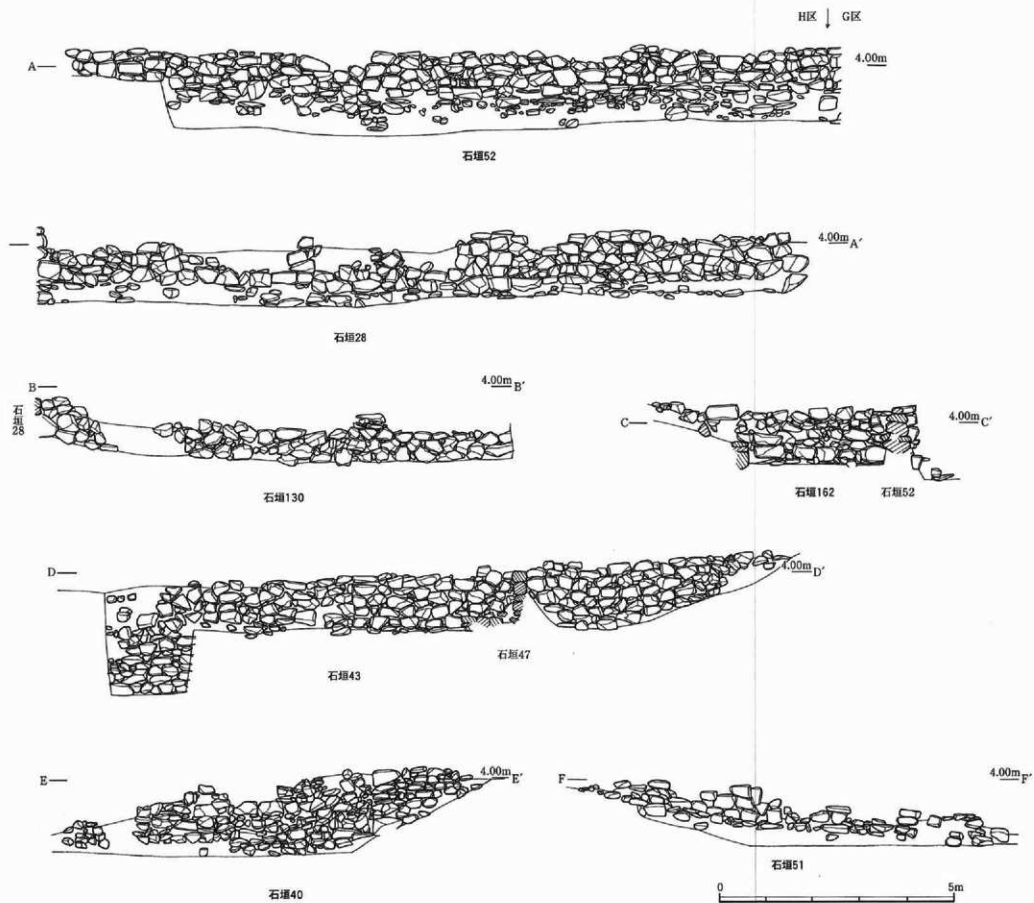 H区 ↓ G区
A 4.00m
石垣52
4.00m A′
石垣28
B 4.00m B′
石垣28
石垣130
C 4.00m C′
石垣162 石垣52
D 4.00m D′
石垣47
石垣43
E 4.00m E′
石垣40
F 4.00m F′
石垣51
0 5m